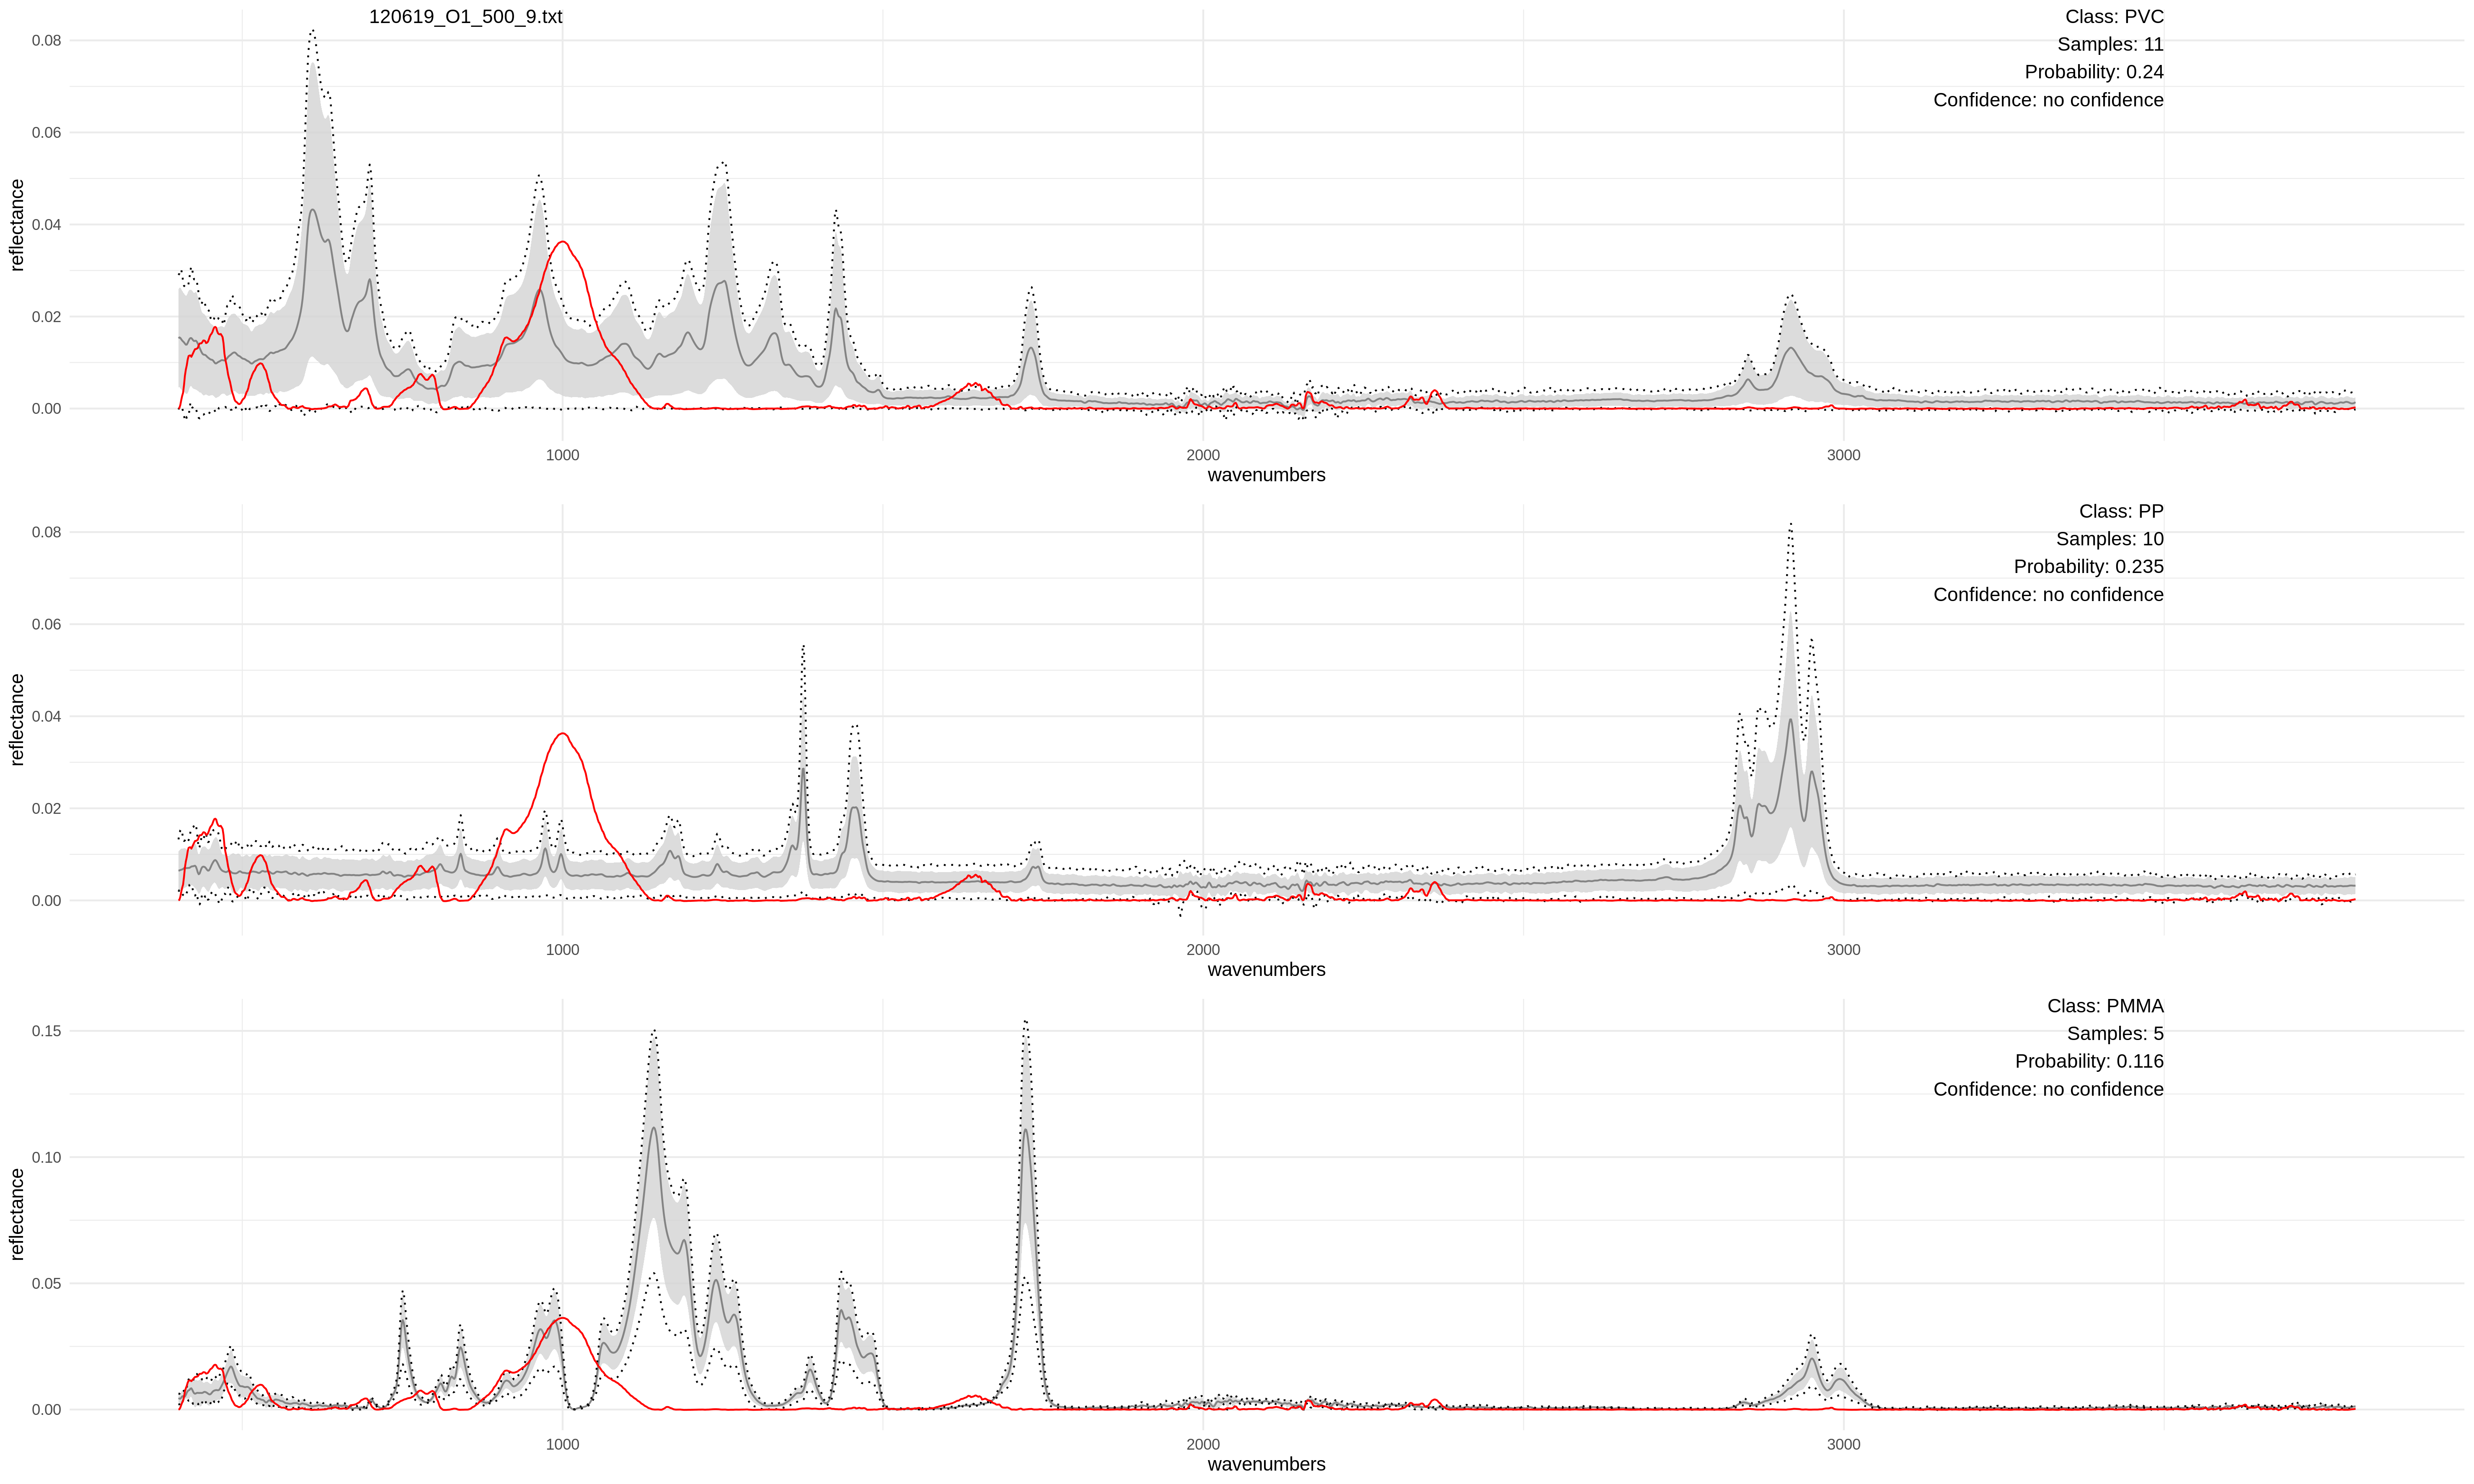 120619_O1_500_9.txt
Class: PVC
Samples: 11
Probability: 0.24
Confidence: no confidence
reflectance
0.08
0.06
0.04
0.02
0.00
1000
2000
3000
wavenumbers
Class: PP
Samples: 10
Probability: 0.235
Confidence: no confidence
reflectance
0.08
0.06
0.04
0.02
0.00
1000
2000
3000
wavenumbers
Class: PMMA
Samples: 5
Probability: 0.116
Confidence: no confidence
reflectance
0.15
0.10
0.05
0.00
1000
2000
3000
wavenumbers